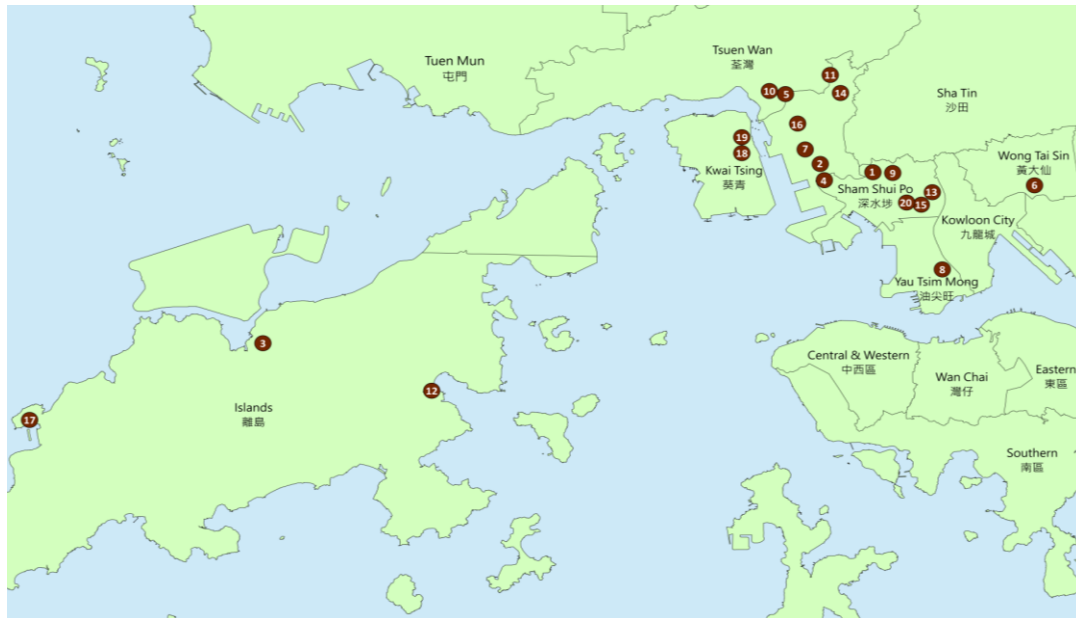 Tsuen Wan
荃灣
Tuen Mun
屯門
11
10
5
14
Sha Tin
沙田
16
19
18
7
2
4
Kwai Tsing
葵青
1
9
Wong Tai Sin
黃大仙
6
Sham Shui Po
深水埗
13
20
15
Kowloon City
九龍城
8
Yau Tsim Mong
油尖旺
3
Central & Western
中西區
Wan Chai
灣仔
Eastern
東區
12
Islands
離島
17
Southern
南區